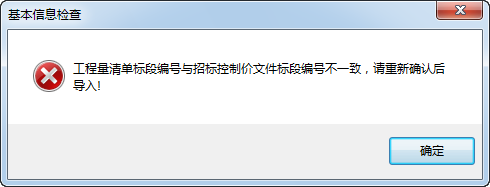 基本信息检查
工程量清单标段编号与招标控制价文件标段编号不一致，请重新确认后
导入!
确定